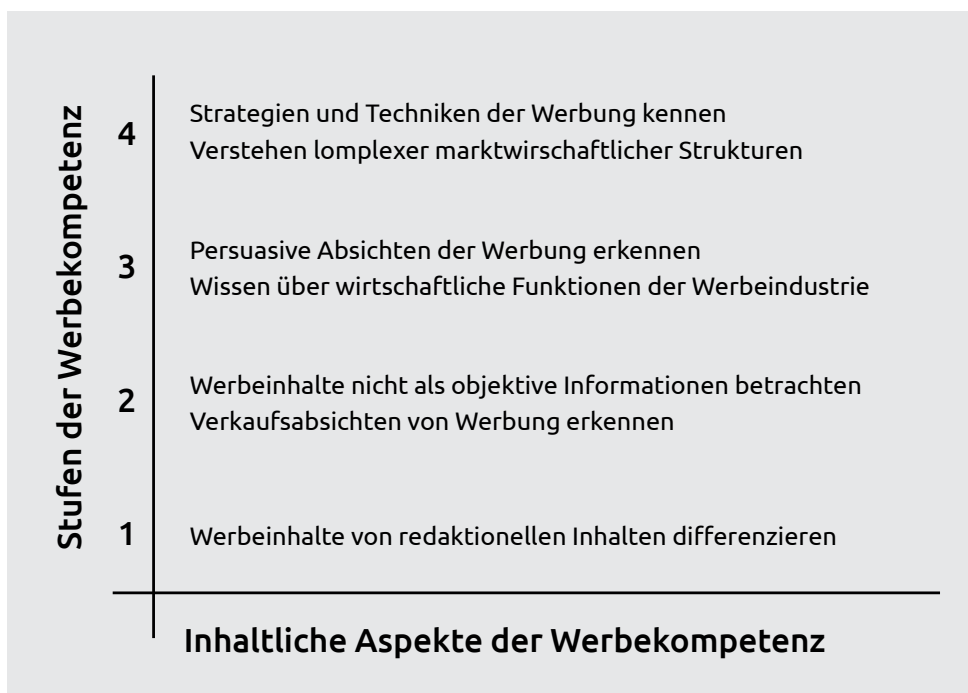 Stufen der Werbekompetenz
4
Strategien und Techniken der Werbung kennen
Verstehen lomplexer marktwirschaftlicher Strukturen
3
Persuasive Absichten der Werbung erkennen
Wissen über wirtschaftliche Funktionen der Werbeindustrie
2
Werbeinhalte nicht als objektive Informationen betrachten
Verkaufsabsichten von Werbung erkennen
1
Werbeinhalte von redaktionellen Inhalten differenzieren
Inhaltliche Aspekte der Werbekompetenz